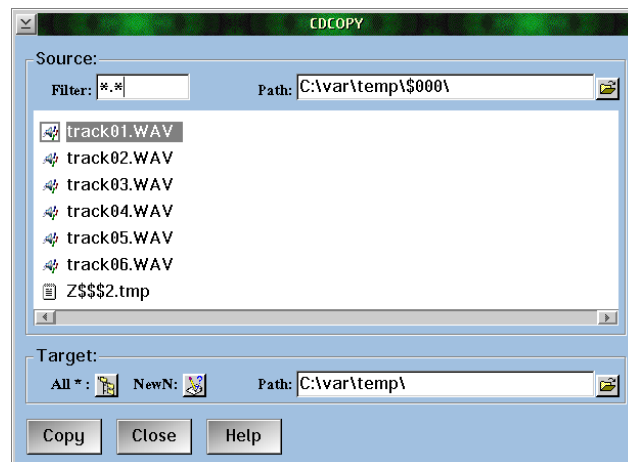 CDCOPY
Source:
Filter: *.* Path: C:\var\temp\$000\
track01.WAV
track02.WAV
track03.WAV
track04.WAV
track05.WAV
track06.WAV
Z$$$2.tmp
Target:
All * : NewN: Path: C:\var\temp\
Copy Close Help